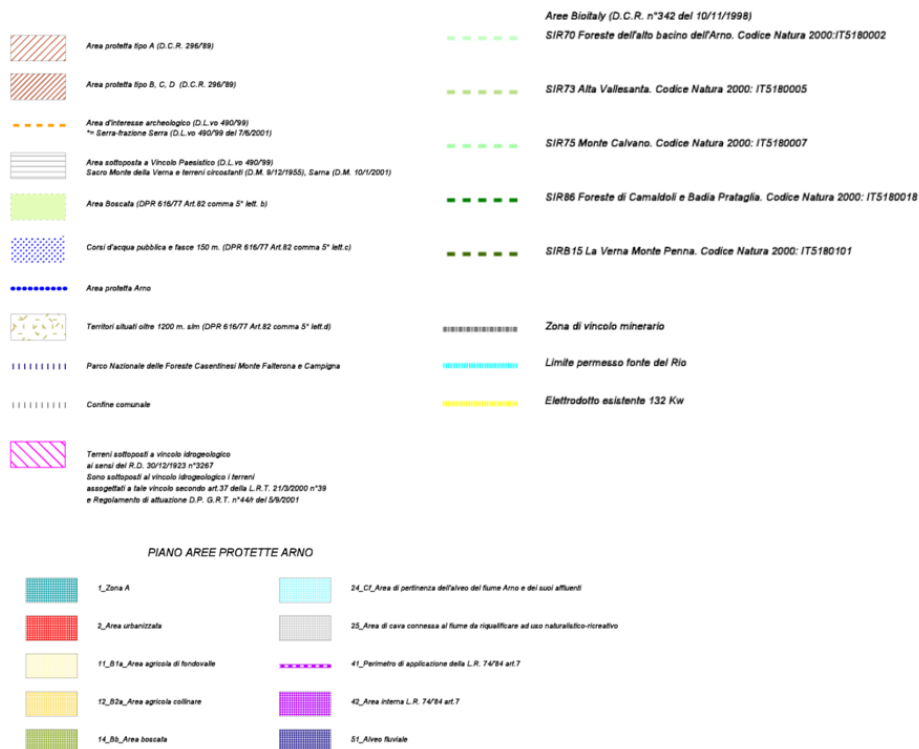 Area protetta tipo A (D.C.R. 296/89)
Area protetta tipo B, C, D (D.C.R. 296/'89)
Area d'interesse archeologico (D.L.vo 490/'99)
*= Serra-frazione Serra (D.L.vo 490/'99 del 7/6/2001)
Area sottoposta a Vincolo Paesistico (D.L.vo 490/'99)
Sacro Monte della Verna e terreni circostanti (D.M. 9/12/1955), Sarna (D.M. 10/1/2001)
Area Boscata (DPR 616/77 Art.82 comma 5° lett. b)
Corsi d'acqua pubblica e fasce 150 m. (DPR 616/77 Art.82 comma 5° lett.c)
Area protetta Arno
Territori situati oltre 1200 m. slm (DPR 616/77 Art.82 comma 5° lett.d)
Parco Nazionale delle Foreste Casentinesi Monte Falterona e Campigna
Confine comunale
Terreni sottoposti a vincolo idrogeologico
ai sensi del R.D. 30/12/1923 n°3267
Sono sottoposti al vincolo idrogeologico i terreni
assogettati a tale vincolo secondo art.37 della L.R.T. 21/3/2000 n°39
e Regolamento di attuazione D.P. G.R.T. n°44/r del 5/9/2001
Aree Bioitaly (D.C.R. n°342 del 10/11/1998)
SIR70 Foreste dell'alto bacino dell'Arno. Codice Natura 2000:IT5180002
SIR73 Alta Vallesanta. Codice Natura 2000: IT5180005
SIR75 Monte Calvano. Codice Natura 2000: IT5180007
SIR86 Foreste di Camaldoli e Badia Prataglia. Codice Natura 2000: IT5180018
SIRB15 La Verna Monte Penna. Codice Natura 2000: IT5180101
Zona di vincolo minerario
Limite permesso fonte del Rio
Elettrodotto esistente 132 Kw
PIANO AREE PROTETTE ARNO
1_Zona A
2_Area urbanizzata
11_B1a_Area agricola di fondovalle
12_B2a_Area agricola collinare
14_Bb_Area boscata
24_Cf_Area di pertinenza dell'alveo del fiume Arno e dei suoi affluenti
25_Area di cava connessa al fiume da riqualificare ad uso naturalistico-ricreativo
41_Perimetro di applicazione della L.R. 74/'84 art.7
42_Area interna L.R. 74/'84 art.7
51_Alveo fluviale